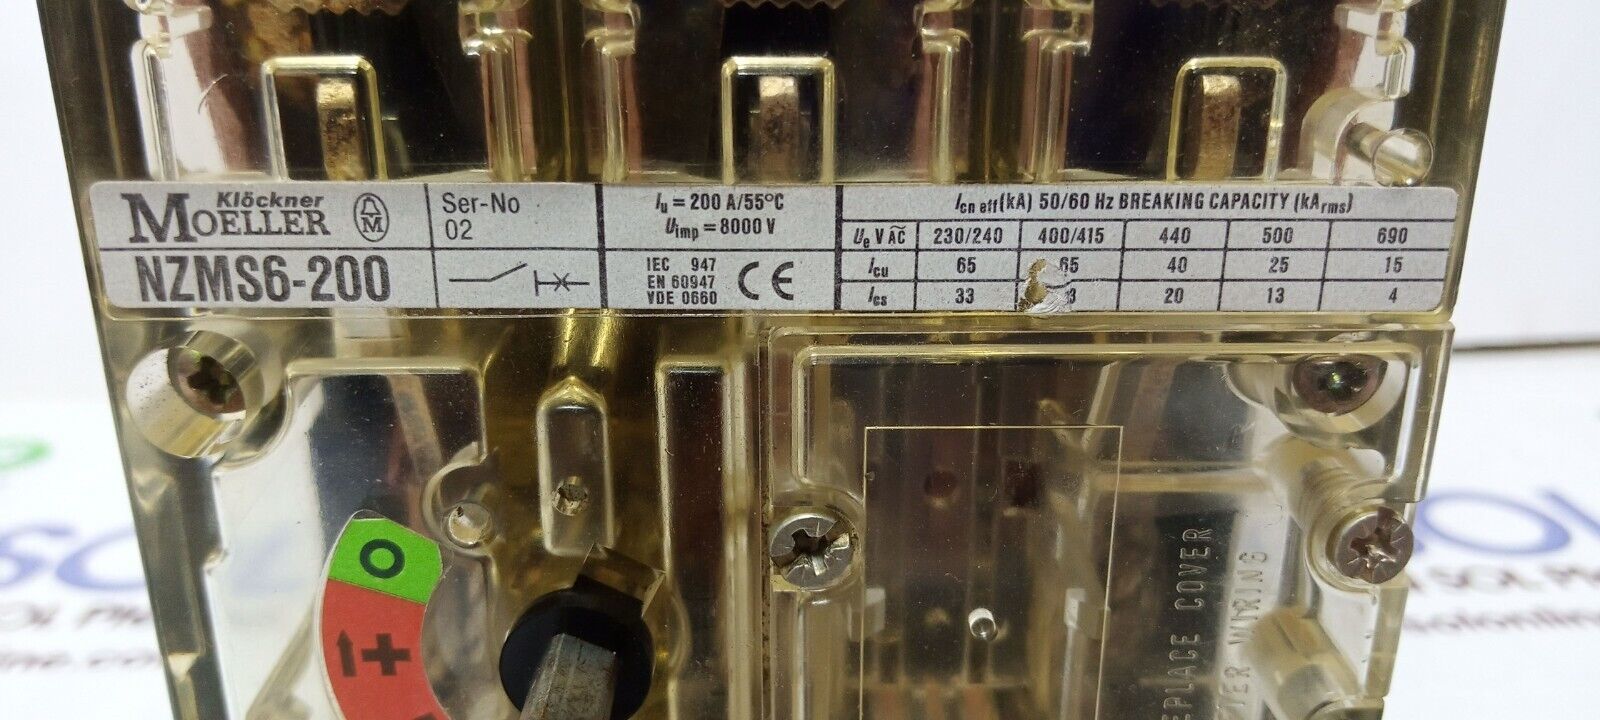 Klöckner
MOELLER
M
NZMS6-200
Ser-No
02
Iu = 200 A/55°C
Uimp = 8000 V
IEC 947
EN 60947
VDE 0660
CE
Icn eff(kA) 50/60 Hz BREAKING CAPACITY (kArms)
Ue V AC 230/240 400/415 440 500 690
Icu 65 65 40 25 15
Ics 33 20 13 4
O
+
COVER
WIRING